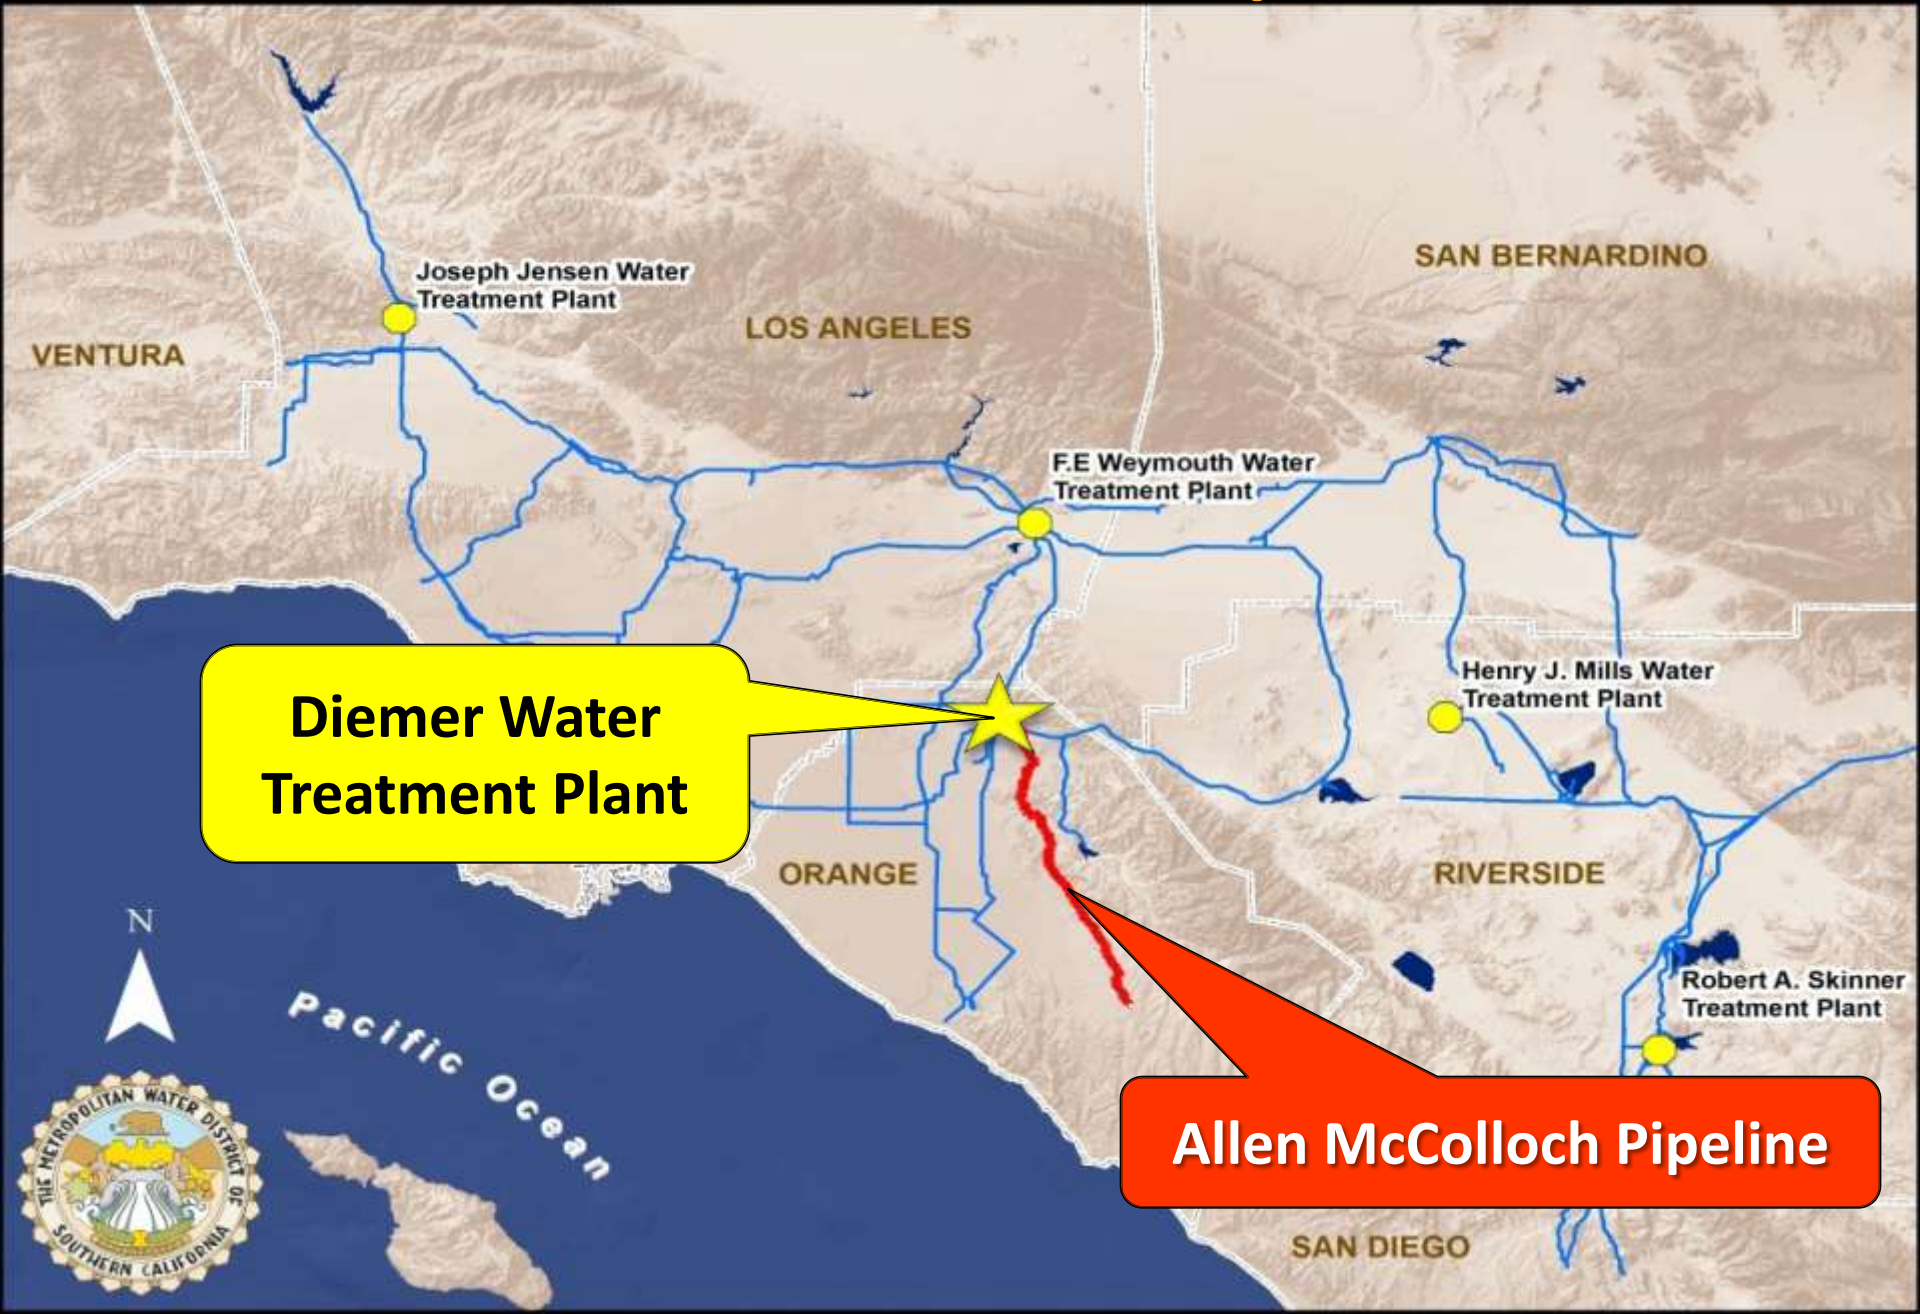 Joseph Jensen Water
Treatment Plant
SAN BERNARDINO
LOS ANGELES
VENTURA
F.E Weymouth Water
Treatment Plant
Henry J. Mills Water
Treatment Plant
Diemer Water
Treatment Plant
ORANGE
RIVERSIDE
N
Robert A. Skinner
Treatment Plant
Pacific Ocean
THE METROPOLITAN WATER DISTRICT OF
SOUTHERN CALIFORNIA
Allen McColloch Pipeline
SAN DIEGO